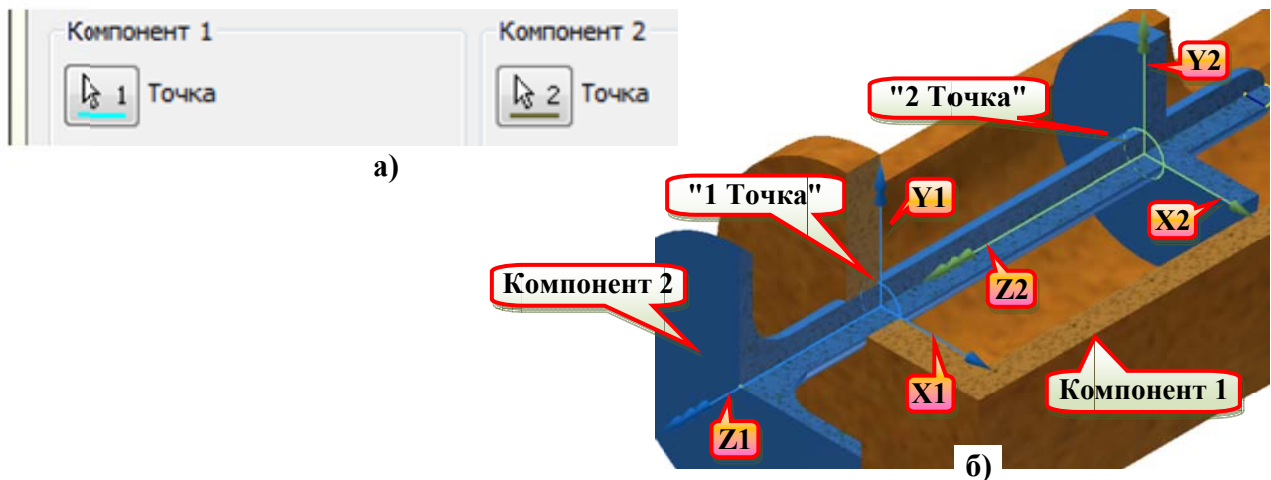 Компонент 1
Компонент 2
1 Точка
2 Точка
а)
"2 Точка"
Y2
"1 Точка"
Y1
X2
Компонент 2
Z2
X1
Компонент 1
Z1
б)